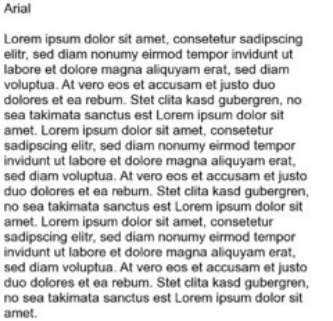 Arial
Lorem ipsum dolor sit amet, consetetur sadipscing
elitr, sed diam nonumy eirmod tempor invidunt ut
labore et dolore magna aliquyam erat, sed diam
voluptua. At vero eos et accusam et justo duo
dolores et ea rebum. Stet clita kasd gubergren, no
sea takimata sanctus est Lorem ipsum dolor sit
amet. Lorem ipsum dolor sit amet, consetetur
sadipscing elitr, sed diam nonumy eirmod tempor
invidunt ut labore et dolore magna aliquyam erat,
sed diam voluptua. At vero eos et accusam et justo
duo dolores et ea rebum. Stet clita kasd gubergren,
no sea takimata sanctus est Lorem ipsum dolor sit
amet. Lorem ipsum dolor sit amet, consetetur
sadipscing elitr, sed diam nonumy eirmod tempor
invidunt ut labore et dolore magna aliquyam erat,
sed diam voluptua. At vero eos et accusam et justo
duo dolores et ea rebum. Stet clita kasd gubergren,
no sea takimata sanctus est Lorem ipsum dolor sit
amet.